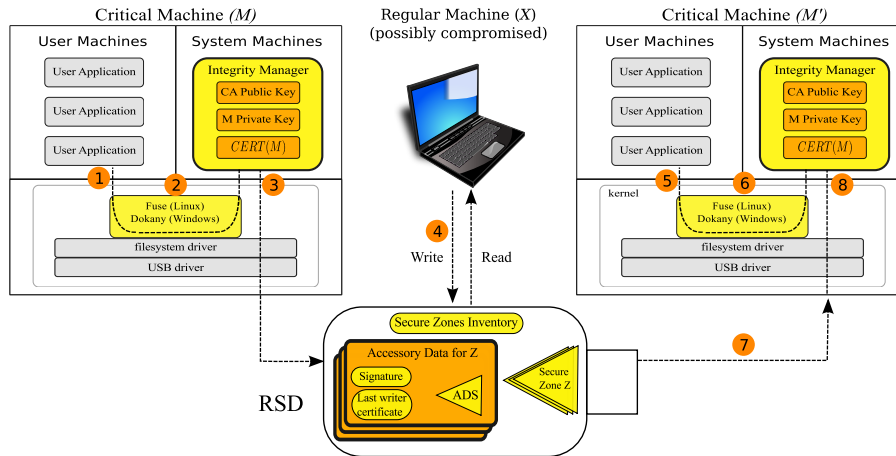 Critical Machine (M)
User Machines
System Machines
User Application
User Application
User Application
Integrity Manager
CA Public Key
M Private Key
CERT(M)
1
2
3
Fuse (Linux)
Dokany (Windows)
filesystem driver
USB driver
Regular Machine (X)
(possibly compromised)
4
Write
Read
Critical Machine (M')
User Machines
System Machines
User Application
User Application
User Application
Integrity Manager
CA Public Key
M Private Key
CERT(M)
5
6
8
kernel
Fuse (Linux)
Dokany (Windows)
filesystem driver
USB driver
7
RSD
Secure Zones Inventory
Accessory Data for Z
Signature
Last writer
certificate
ADS
Secure
Zone Z